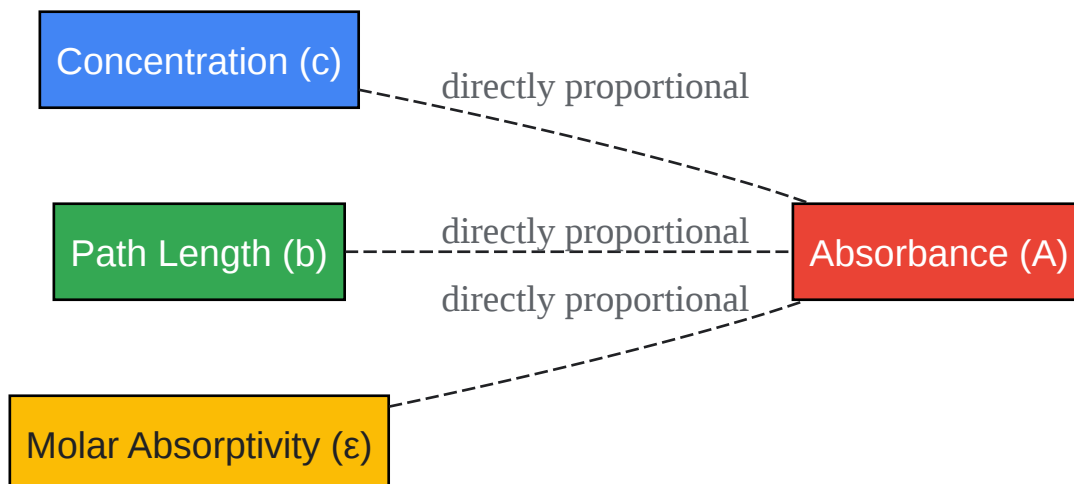 Concentration (c)
directly proportional
Path Length (b)
directly proportional
Absorbance (A)
directly proportional
Molar Absorptivity (ε)